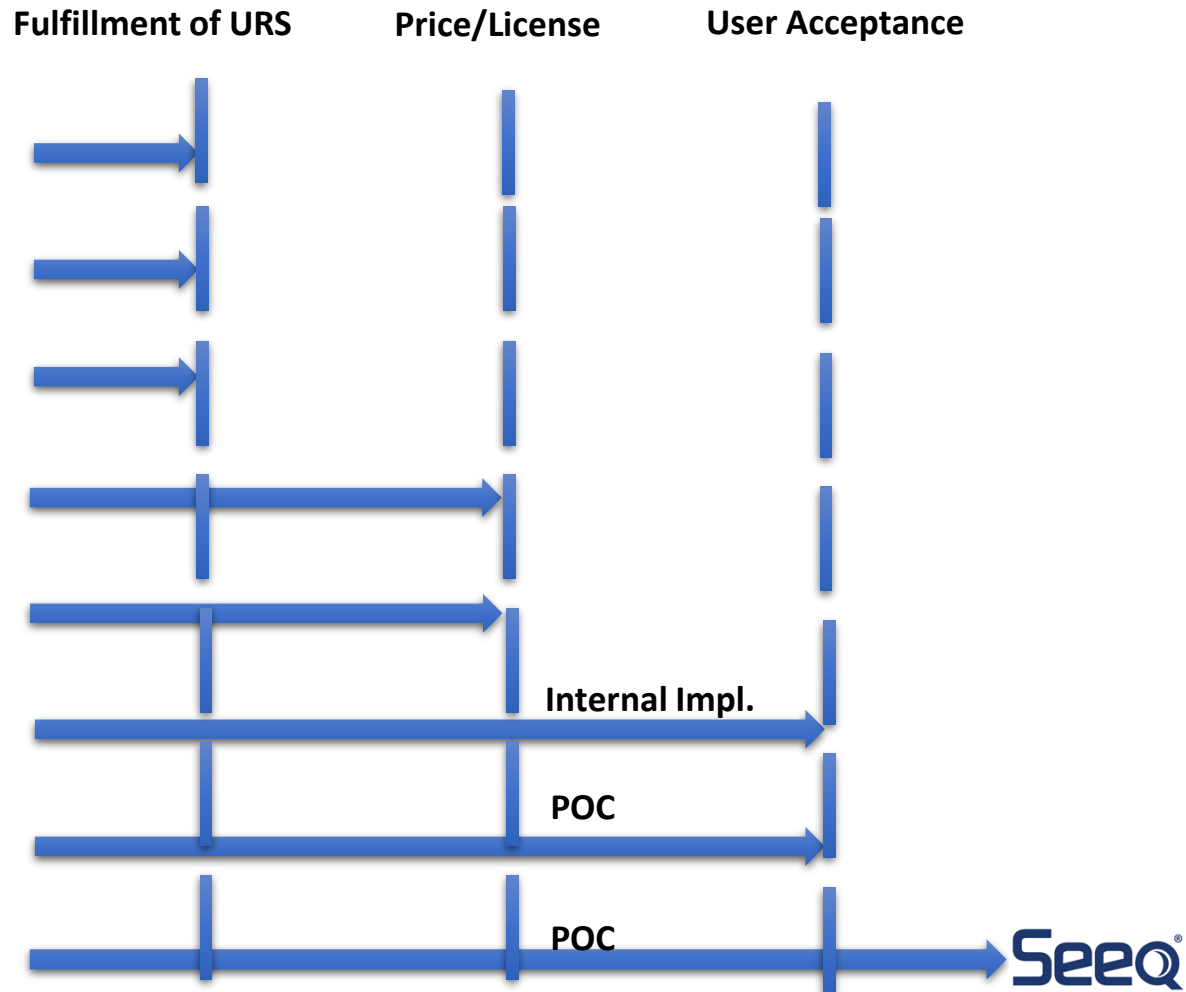 Fulfillment of URS
Price/License
User Acceptance
Internal Impl.
POC
POC
Seeq®